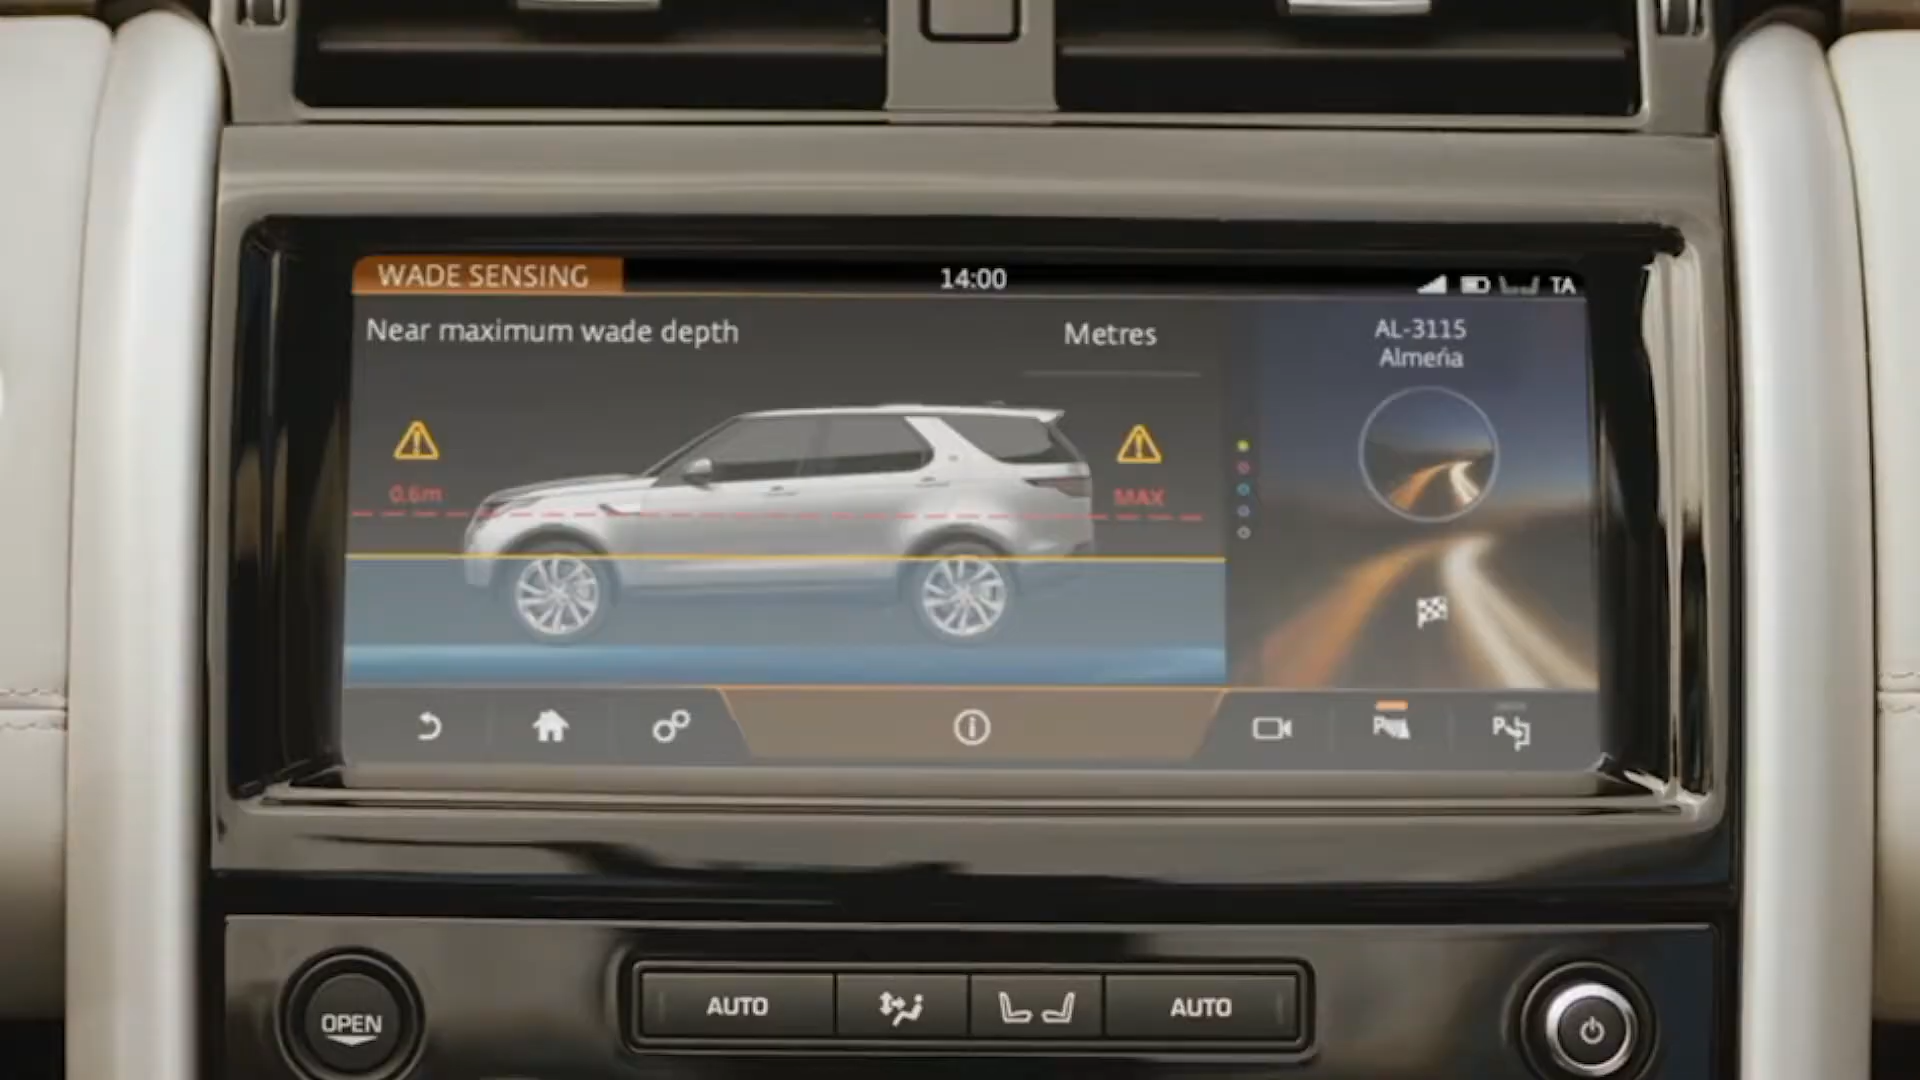 WADE SENSING
14:00
TA
Near maximum wade depth
Metres
AL-3115
Almería
0.6m
MAX
OPEN
AUTO
AUTO